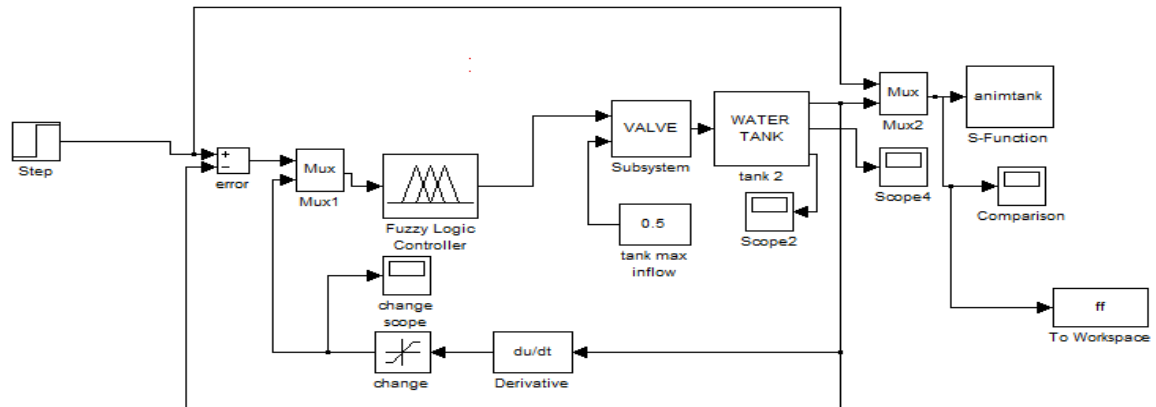 Step
+
−
error
Mux
Mux1
Fuzzy Logic
Controller
change
scope
change
du/dt
Derivative
VALVE
Subsystem
0.5
tank max
inflow
WATER
TANK
tank 2
Scope2
Scope4
Mux
Mux2
animtank
S-Function
Comparison
ff
To Workspace